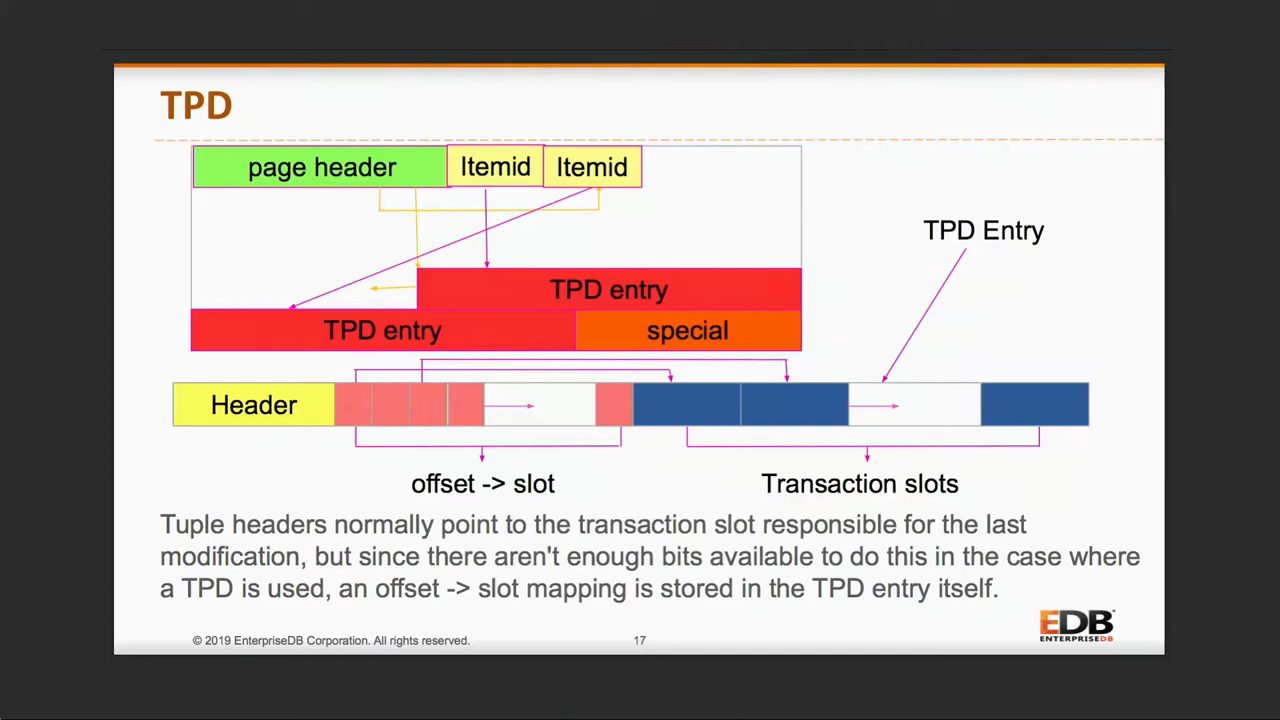 TPD
page header
Itemid
Itemid
TPD Entry
TPD entry
TPD entry
special
Header
offset -> slot
Transaction slots
Tuple headers normally point to the transaction slot responsible for the last
modification, but since there aren't enough bits available to do this in the case where
a TPD is used, an offset -> slot mapping is stored in the TPD entry itself.
EDB
ENTERPRISEDB
© 2019 EnterpriseDB Corporation. All rights reserved.
17